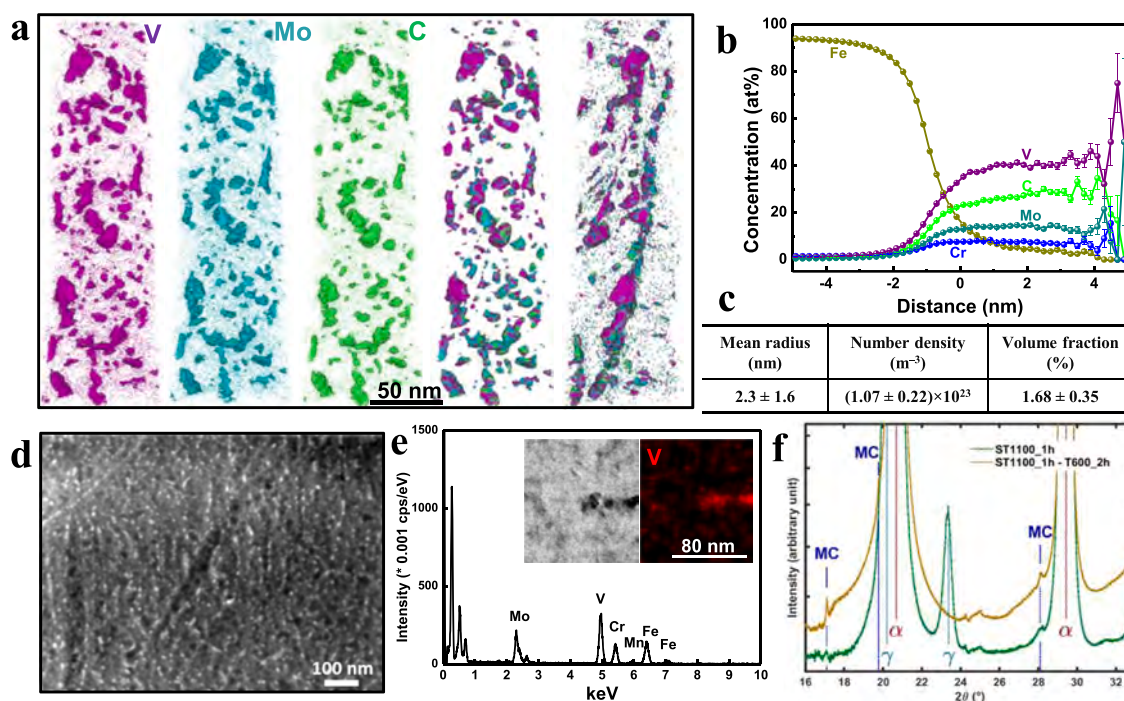 a
V
Mo
C
50 nm
b
Concentration (at%)
100
80
60
40
20
0
Fe
V
C
Mo
Cr
-4
-2
0
2
4
Distance (nm)
c
Mean radius (nm)
Number density (m⁻³)
Volume fraction (%)
2.3 ± 1.6
(1.07 ± 0.22)×10²³
1.68 ± 0.35
d
100 nm
e
Intensity (* 0.001 cps/eV)
1500
1000
500
0
V
80 nm
Mo
V
Cr
Mn
Fe
Fe
0 1 2 3 4 5 6 7 8 9 10
keV
f
Intensity (arbitrary unit)
ST1100_1h
ST1100_1h - T600_2h
MC
MC
MC
α
γ
γ
α
16 18 20 22 24 26 28 30 32
2θ (°)